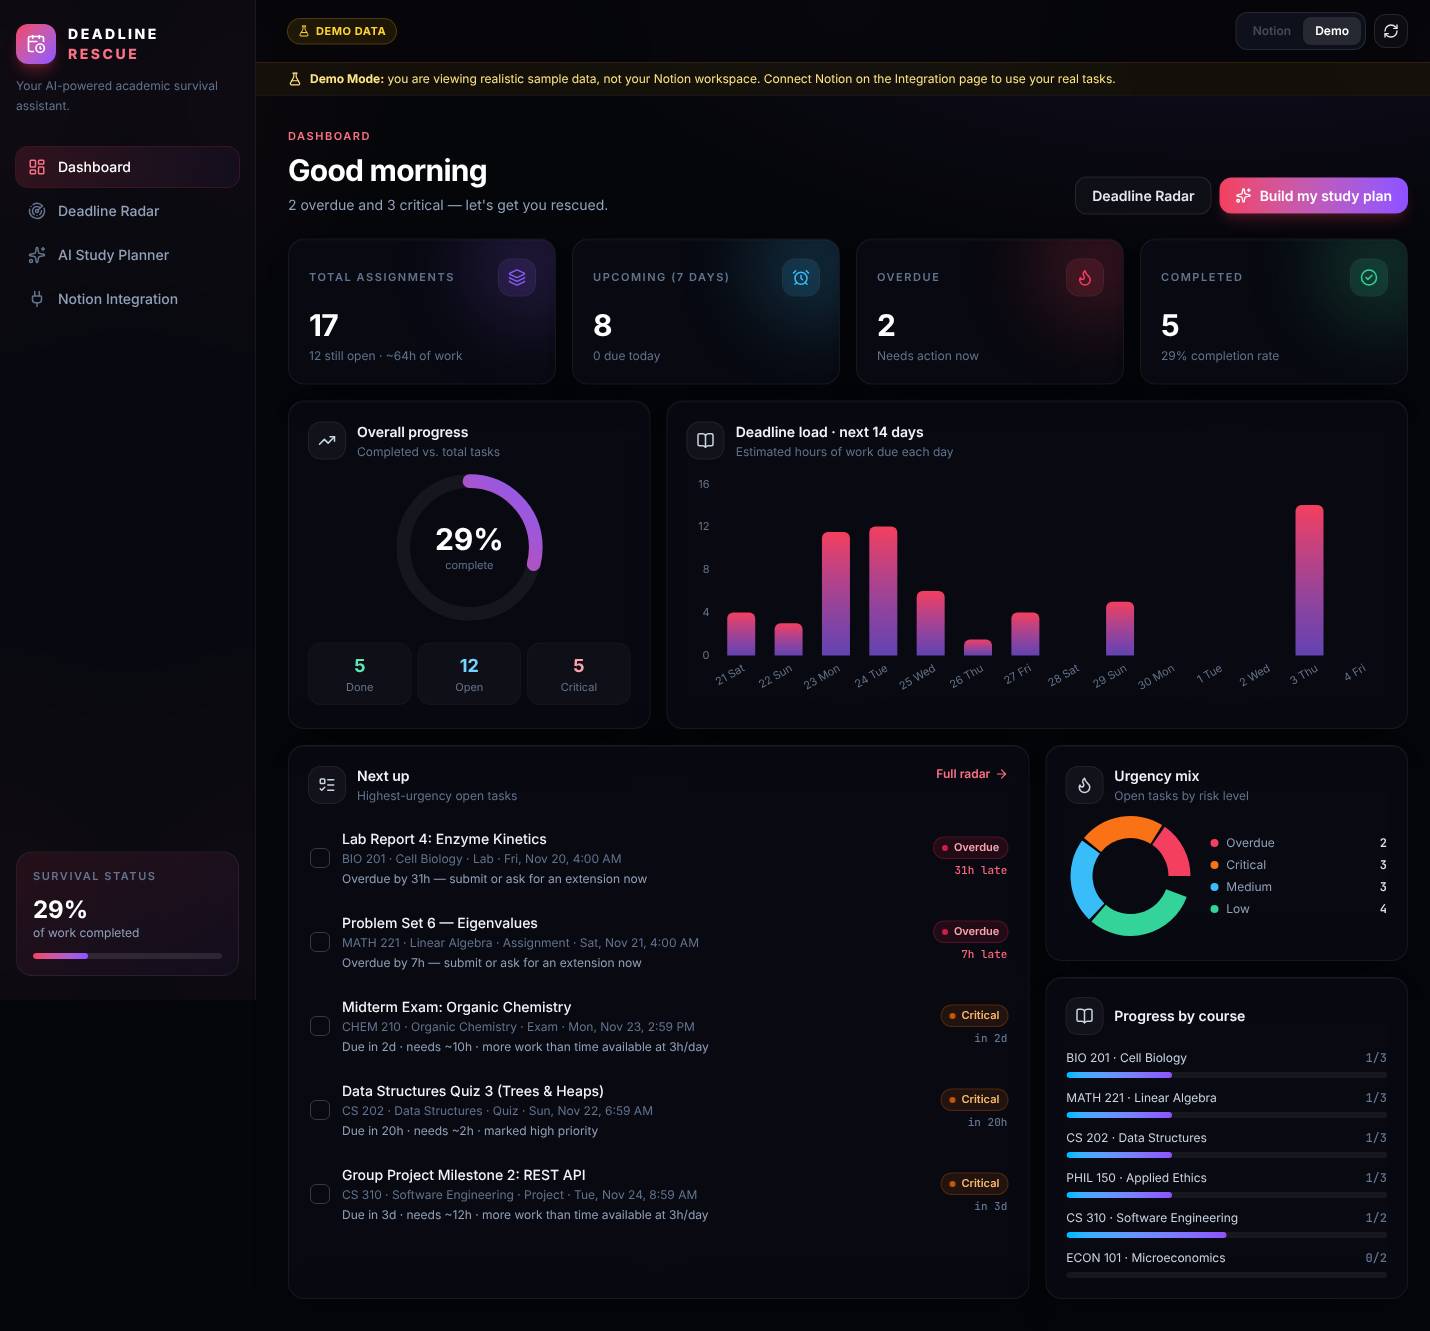 DEADLINE
RESCUE
Your AI-powered academic survival
assistant.
Dashboard
Deadline Radar
AI Study Planner
Notion Integration
SURVIVAL STATUS
29%
of work completed
DEMO DATA
Notion
Demo
Demo Mode: you are viewing realistic sample data, not your Notion workspace. Connect Notion on the Integration page to use your real tasks.
DASHBOARD
Good morning
2 overdue and 3 critical — let's get you rescued.
Deadline Radar
Build my study plan
TOTAL ASSIGNMENTS
17
12 still open · ~64h of work
UPCOMING (7 DAYS)
8
0 due today
OVERDUE
2
Needs action now
COMPLETED
5
29% completion rate
Overall progress
Completed vs. total tasks
29%
complete
5
Done
12
Open
5
Critical
Deadline load · next 14 days
Estimated hours of work due each day
16
12
8
4
0
21 Sat
22 Sun
23 Mon
24 Tue
25 Wed
26 Thu
27 Fri
28 Sat
29 Sun
30 Mon
1 Tue
2 Wed
3 Thu
4 Fri
Next up
Highest-urgency open tasks
Full radar →
Lab Report 4: Enzyme Kinetics
BIO 201 · Cell Biology · Lab · Fri, Nov 20, 4:00 AM
Overdue by 31h — submit or ask for an extension now
Overdue
31h late
Problem Set 6 — Eigenvalues
MATH 221 · Linear Algebra · Assignment · Sat, Nov 21, 4:00 AM
Overdue by 7h — submit or ask for an extension now
Overdue
7h late
Midterm Exam: Organic Chemistry
CHEM 210 · Organic Chemistry · Exam · Mon, Nov 23, 2:59 PM
Due in 2d · needs ~10h · more work than time available at 3h/day
Critical
in 2d
Data Structures Quiz 3 (Trees & Heaps)
CS 202 · Data Structures · Quiz · Sun, Nov 22, 6:59 AM
Due in 20h · needs ~2h · marked high priority
Critical
in 20h
Group Project Milestone 2: REST API
CS 310 · Software Engineering · Project · Tue, Nov 24, 8:59 AM
Due in 3d · needs ~12h · more work than time available at 3h/day
Critical
in 3d
Urgency mix
Open tasks by risk level
Overdue 2
Critical 3
Medium 3
Low 4
Progress by course
BIO 201 · Cell Biology 1/3
MATH 221 · Linear Algebra 1/3
CS 202 · Data Structures 1/3
PHIL 150 · Applied Ethics 1/3
CS 310 · Software Engineering 1/2
ECON 101 · Microeconomics 0/2